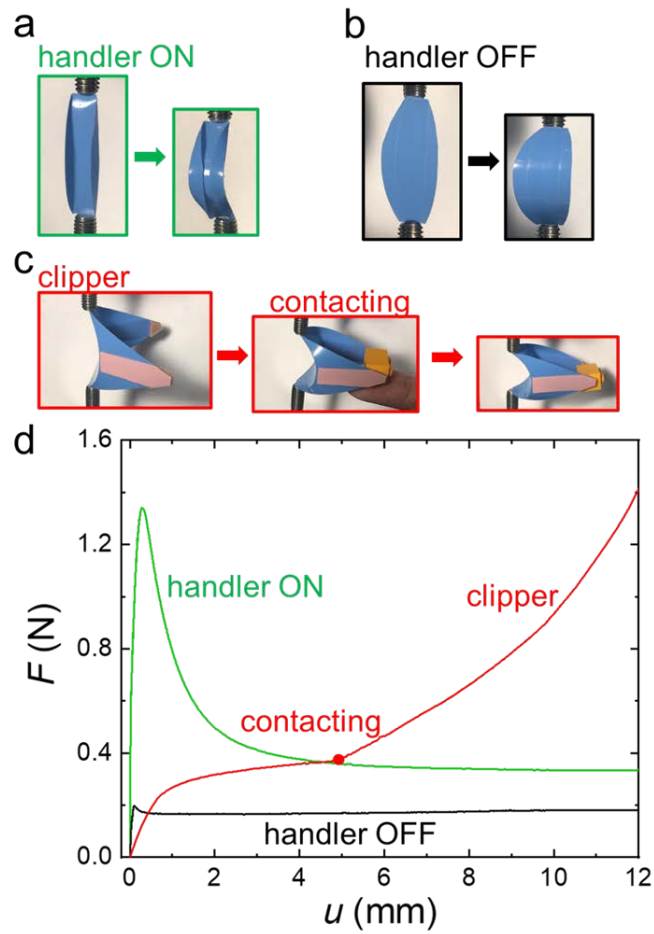 a
handler ON
b
handler OFF
c
clipper
contacting
d
1.6
1.2
0.8
0.4
0.0
F (N)
handler ON
clipper
contacting
handler OFF
0
2
4
6
8
10
12
u (mm)